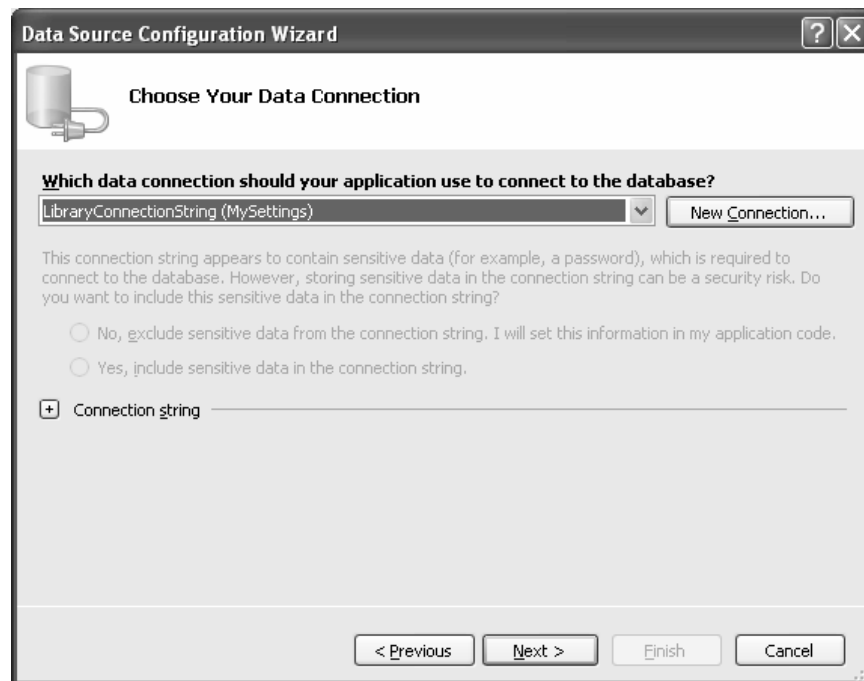 Data Source Configuration Wizard
Choose Your Data Connection
Which data connection should your application use to connect to the database?
LibraryConnectionString (MySettings)
New Connection...
This connection string appears to contain sensitive data (for example, a password), which is required to
connect to the database. However, storing sensitive data in the connection string can be a security risk. Do
you want to include this sensitive data in the connection string?
No, exclude sensitive data from the connection string. I will set this information in my application code.
Yes, include sensitive data in the connection string.
Connection string
< Previous
Next >
Finish
Cancel